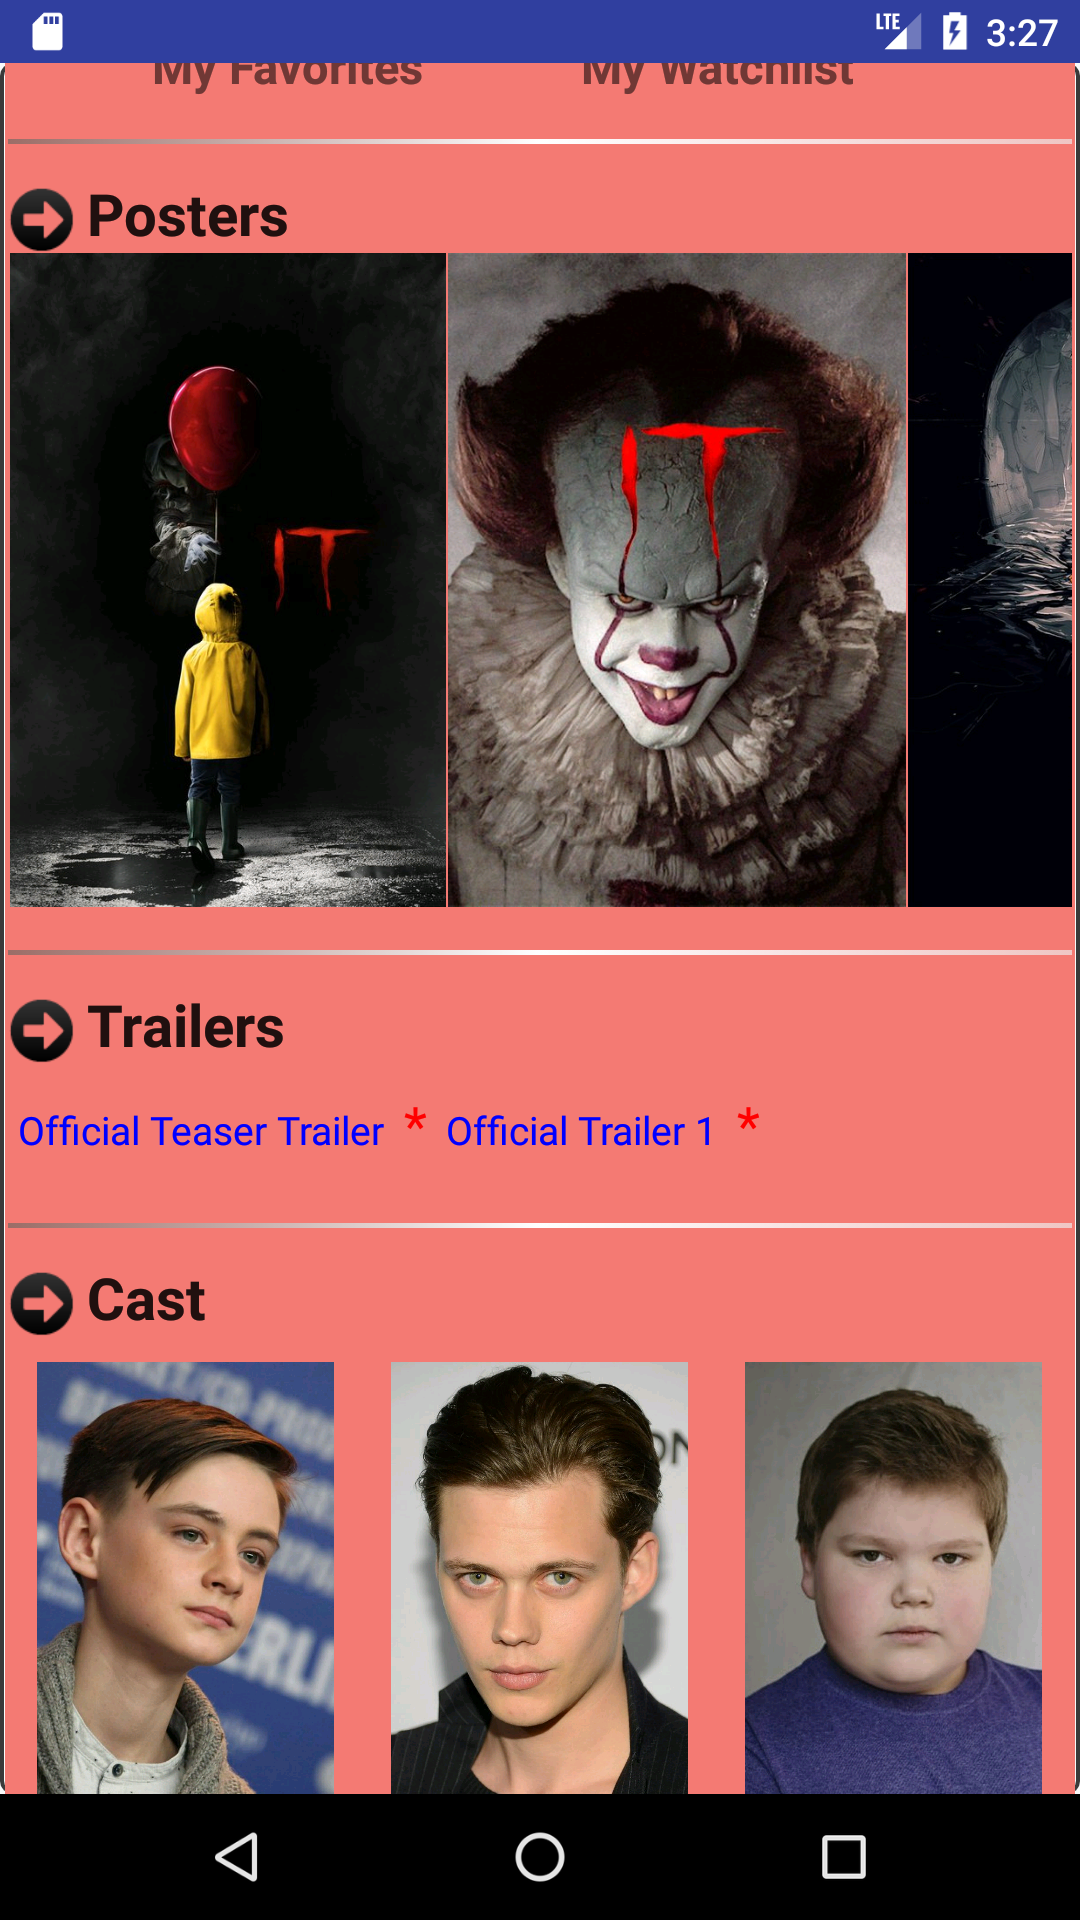 LTE 3:27
My Favorites My Watchlist
Posters
IT IT
Trailers
Official Teaser Trailer * Official Trailer 1 *
Cast